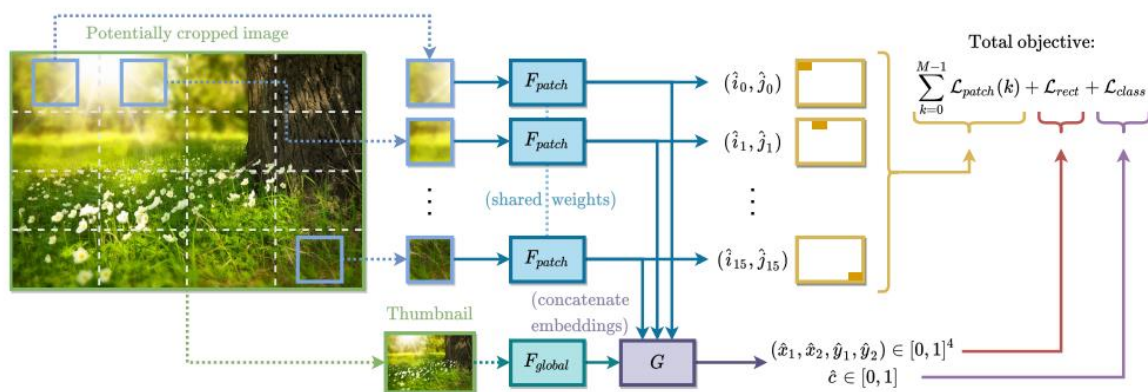 Potentially cropped image
F_patch
(î_0, ĵ_0)
F_patch
(î_1, ĵ_1)
⋮
(shared weights)
⋮
F_patch
(î_15, ĵ_15)
(concatenate
embeddings)
Thumbnail
F_global
G
(x̂_1, x̂_2, ŷ_1, ŷ_2) ∈ [0, 1]^4
ĉ ∈ [0, 1]
Total objective:
∑_{k=0}^{M−1} ℒ_patch(k) + ℒ_rect + ℒ_class